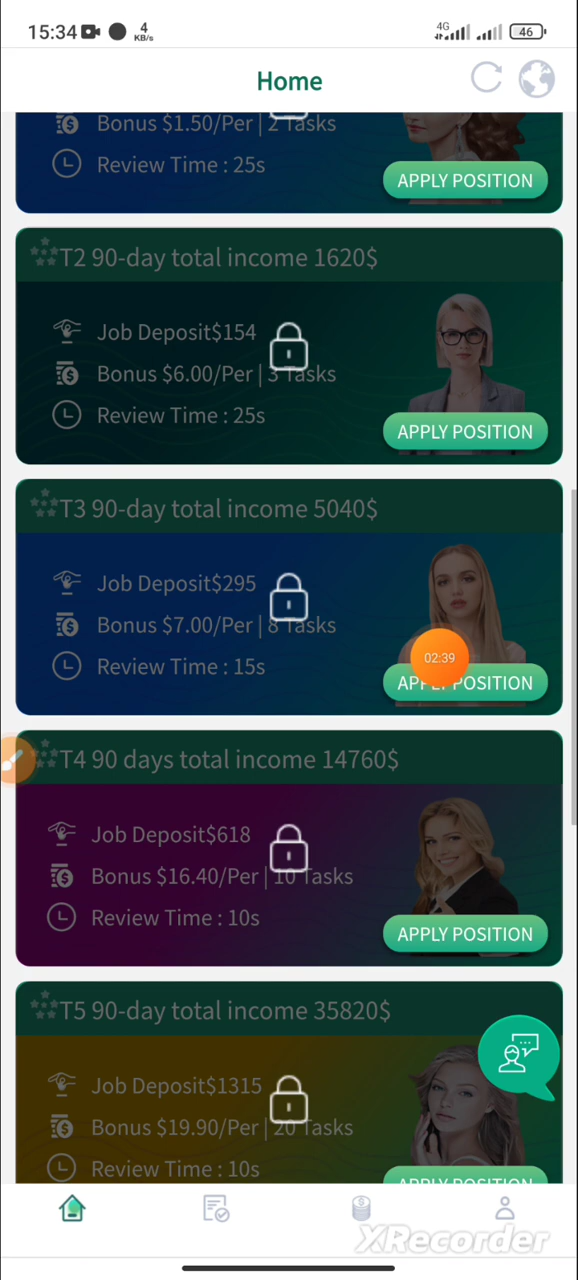 15:34
4
KB/s
4G
46
Home
Bonus $1.50/Per | 2 Tasks
Review Time : 25s
APPLY POSITION
T2 90-day total income 1620$
Job Deposit$154
Bonus $6.00/Per | 3 Tasks
Review Time : 25s
APPLY POSITION
T3 90-day total income 5040$
Job Deposit$295
Bonus $7.00/Per | 8 Tasks
Review Time : 15s
02:39
APPLY POSITION
T4 90 days total income 14760$
Job Deposit$618
Bonus $16.40/Per | 10 Tasks
Review Time : 10s
APPLY POSITION
T5 90-day total income 35820$
Job Deposit$1315
Bonus $19.90/Per | 20 Tasks
Review Time : 10s
APPLY POSITION
XRecorder